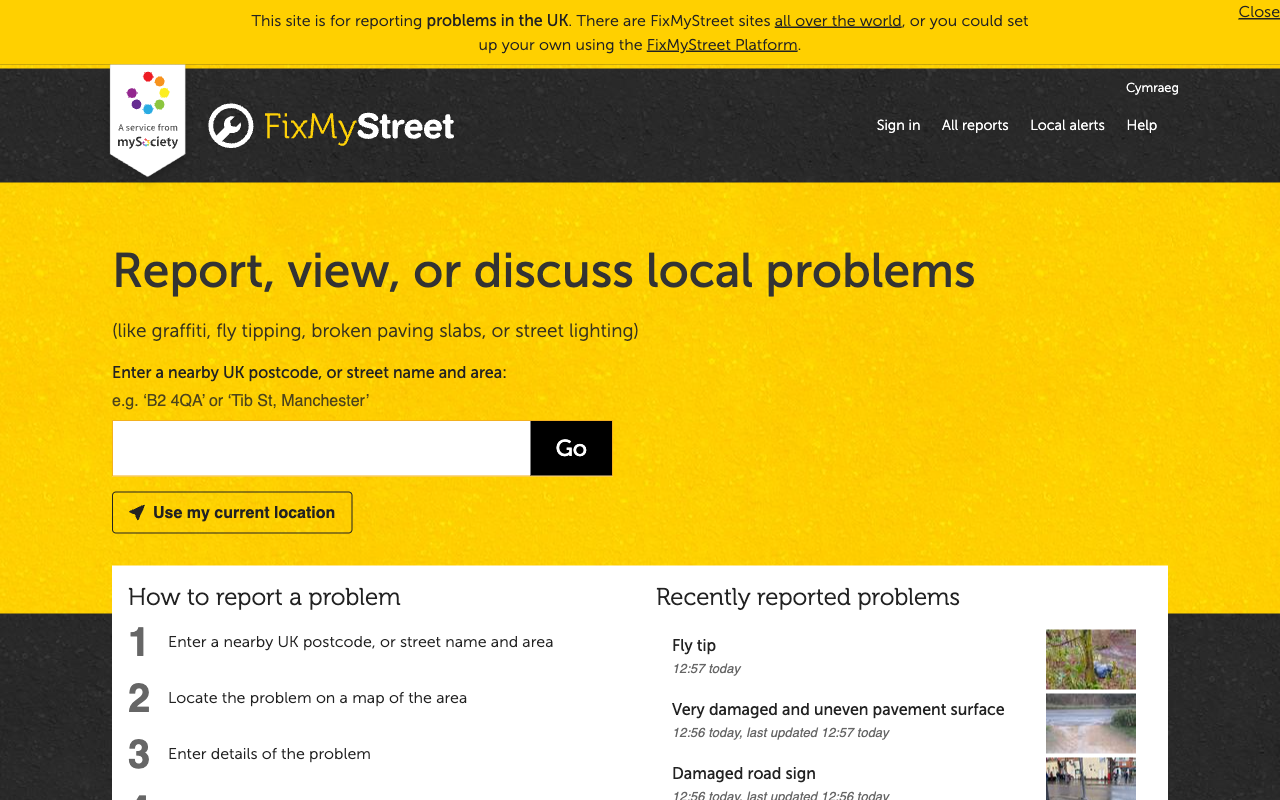 This site is for reporting problems in the UK. There are FixMyStreet sites all over the world, or you could set
up your own using the FixMyStreet Platform.
Close
A service from
mySociety
FixMyStreet
Cymraeg
Sign in
All reports
Local alerts
Help
Report, view, or discuss local problems
(like graffiti, fly tipping, broken paving slabs, or street lighting)
Enter a nearby UK postcode, or street name and area:
e.g. ‘B2 4QA’ or ‘Tib St, Manchester’
Go
Use my current location
How to report a problem
1 Enter a nearby UK postcode, or street name and area
2 Locate the problem on a map of the area
3 Enter details of the problem
Recently reported problems
Fly tip
12:57 today
Very damaged and uneven pavement surface
12:56 today, last updated 12:57 today
Damaged road sign
12:56 today, last updated 12:56 today